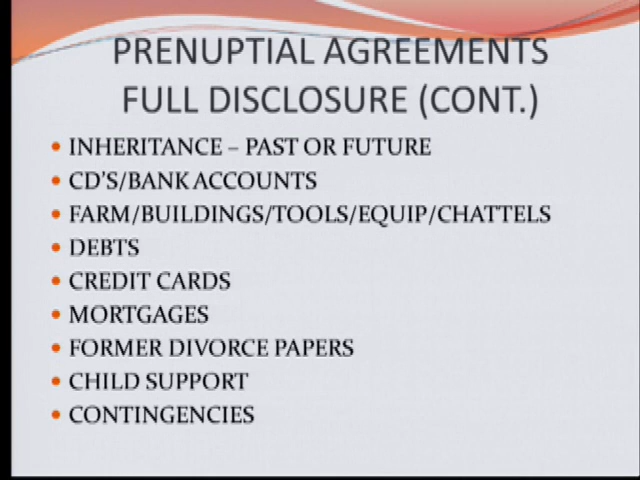 PRENUPTIAL AGREEMENTS
FULL DISCLOSURE (CONT.)
• INHERITANCE – PAST OR FUTURE
• CD'S/BANK ACCOUNTS
• FARM/BUILDINGS/TOOLS/EQUIP/CHATTELS
• DEBTS
• CREDIT CARDS
• MORTGAGES
• FORMER DIVORCE PAPERS
• CHILD SUPPORT
• CONTINGENCIES